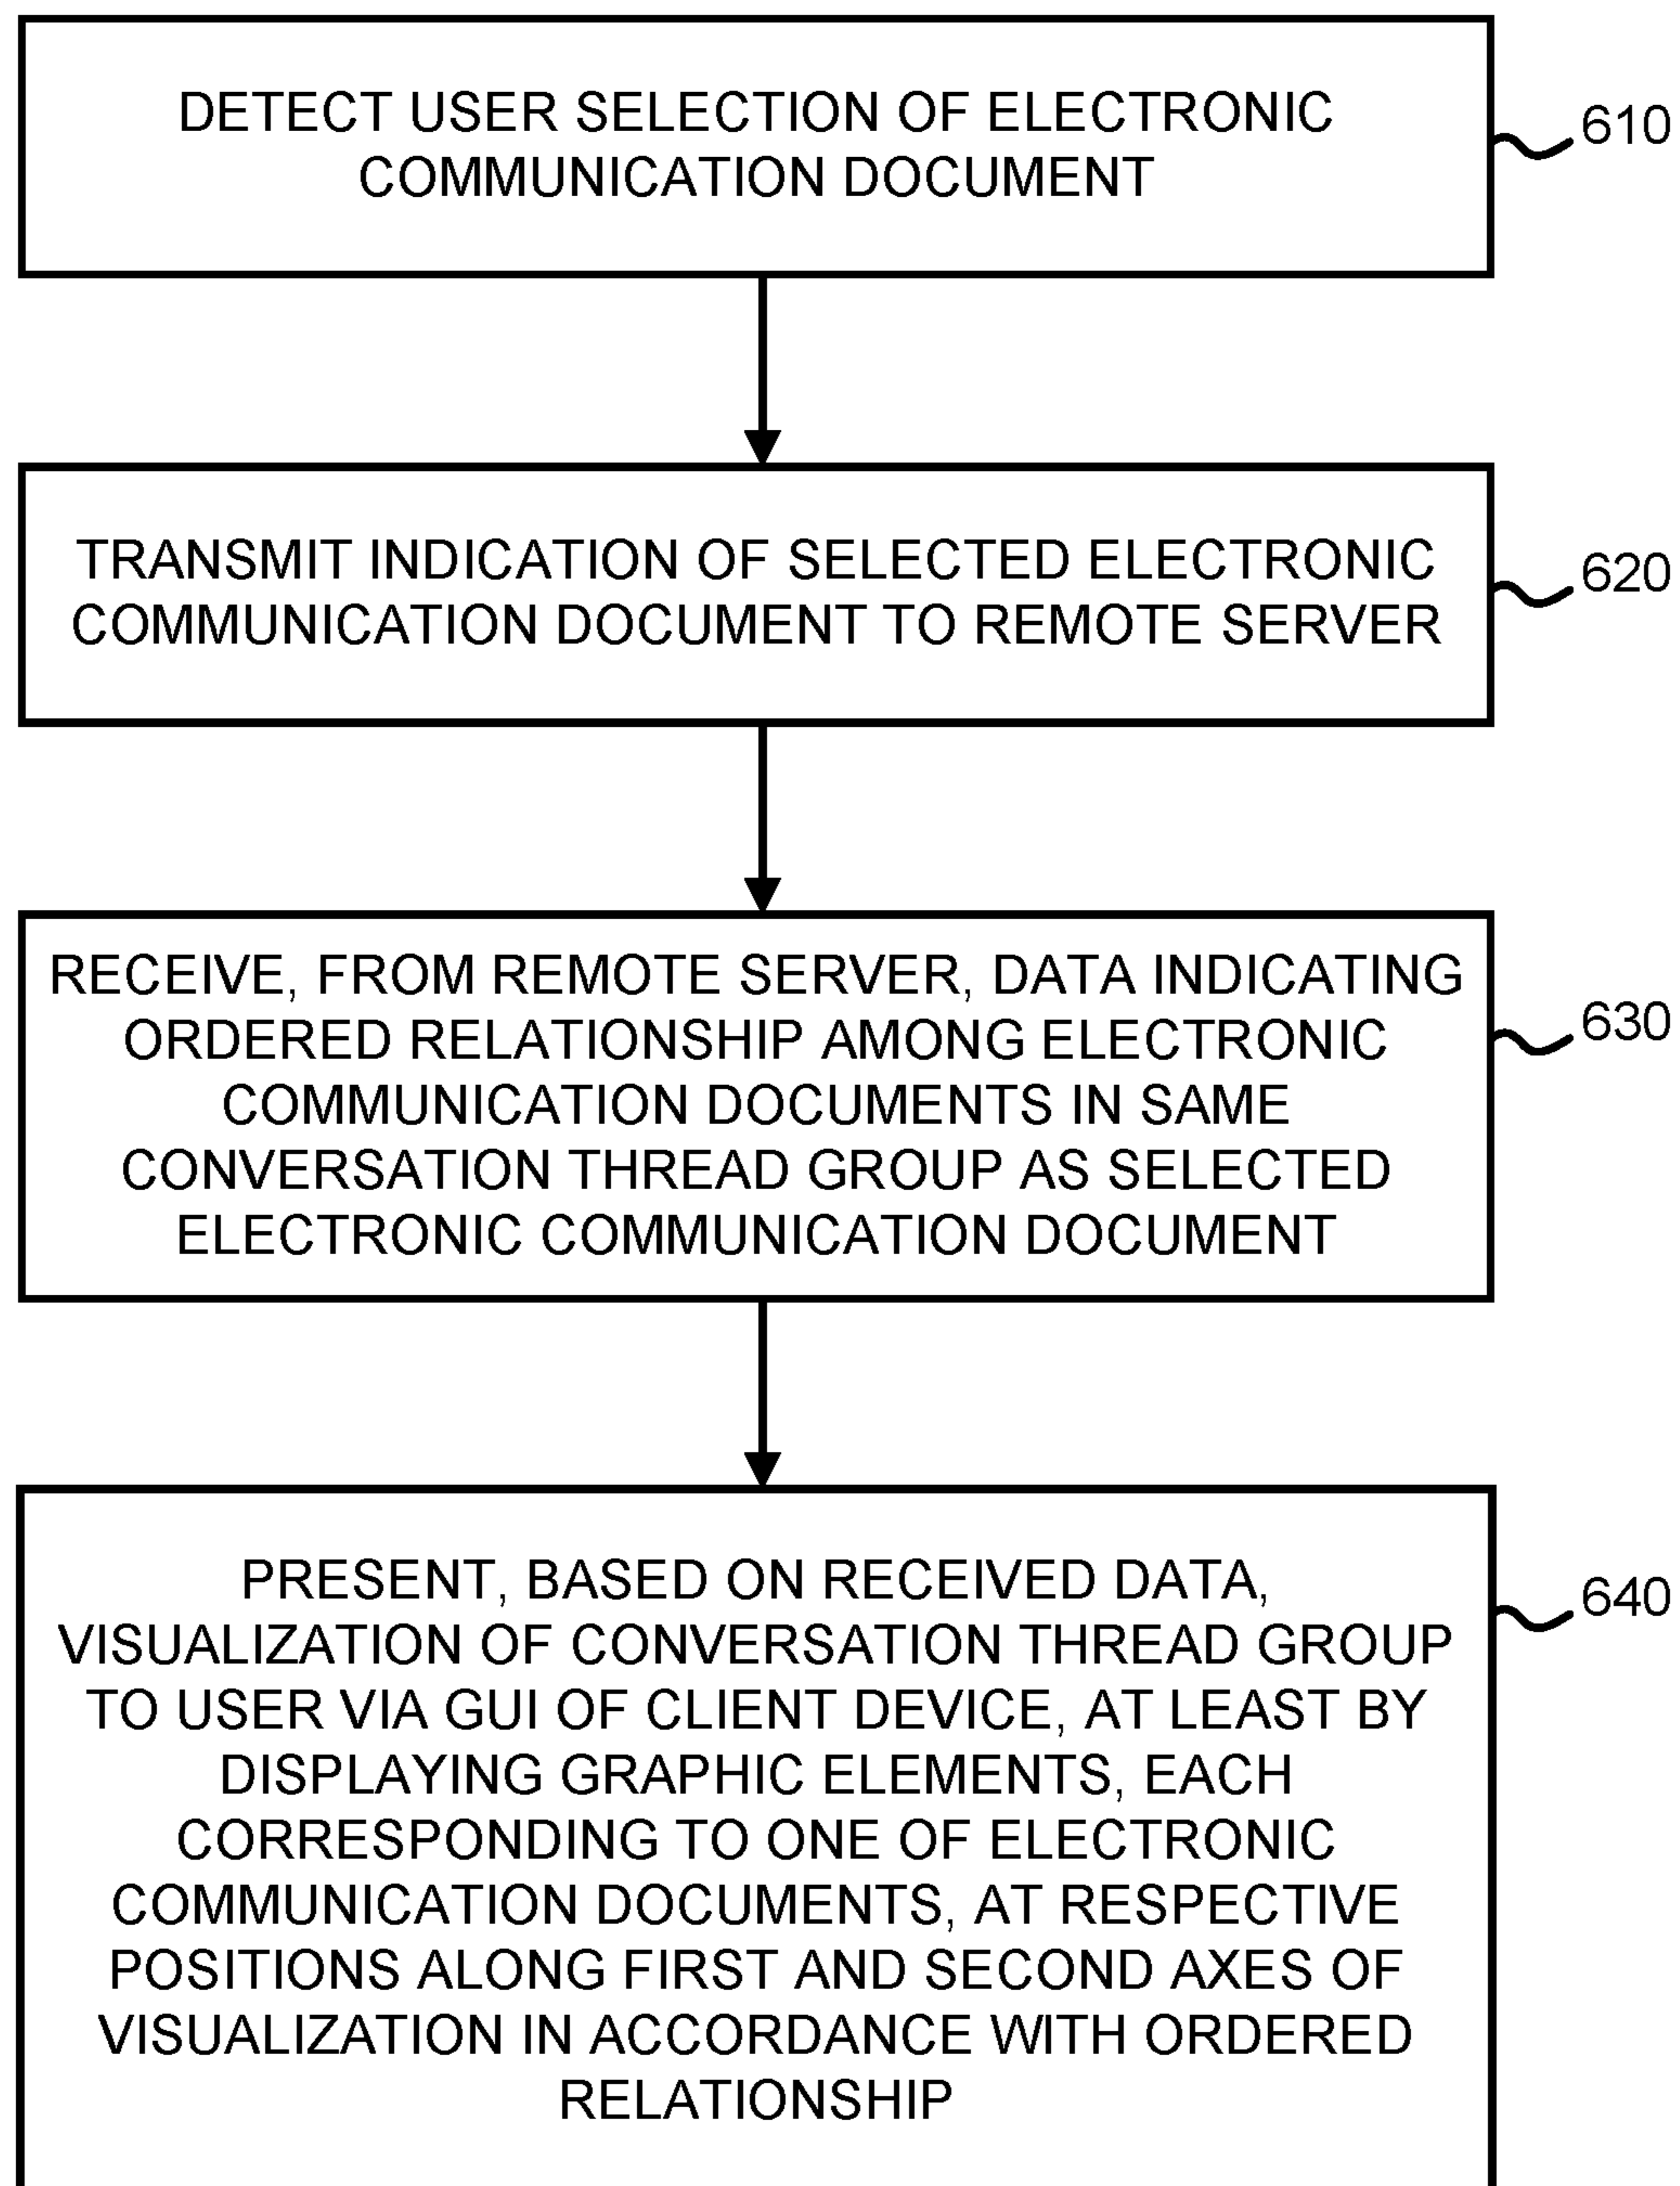 DETECT USER SELECTION OF ELECTRONIC
COMMUNICATION DOCUMENT
610
TRANSMIT INDICATION OF SELECTED ELECTRONIC
COMMUNICATION DOCUMENT TO REMOTE SERVER
620
RECEIVE, FROM REMOTE SERVER, DATA INDICATING
ORDERED RELATIONSHIP AMONG ELECTRONIC
COMMUNICATION DOCUMENTS IN SAME
CONVERSATION THREAD GROUP AS SELECTED
ELECTRONIC COMMUNICATION DOCUMENT
630
PRESENT, BASED ON RECEIVED DATA,
VISUALIZATION OF CONVERSATION THREAD GROUP
TO USER VIA GUI OF CLIENT DEVICE, AT LEAST BY
DISPLAYING GRAPHIC ELEMENTS, EACH
CORRESPONDING TO ONE OF ELECTRONIC
COMMUNICATION DOCUMENTS, AT RESPECTIVE
POSITIONS ALONG FIRST AND SECOND AXES OF
VISUALIZATION IN ACCORDANCE WITH ORDERED
RELATIONSHIP
640